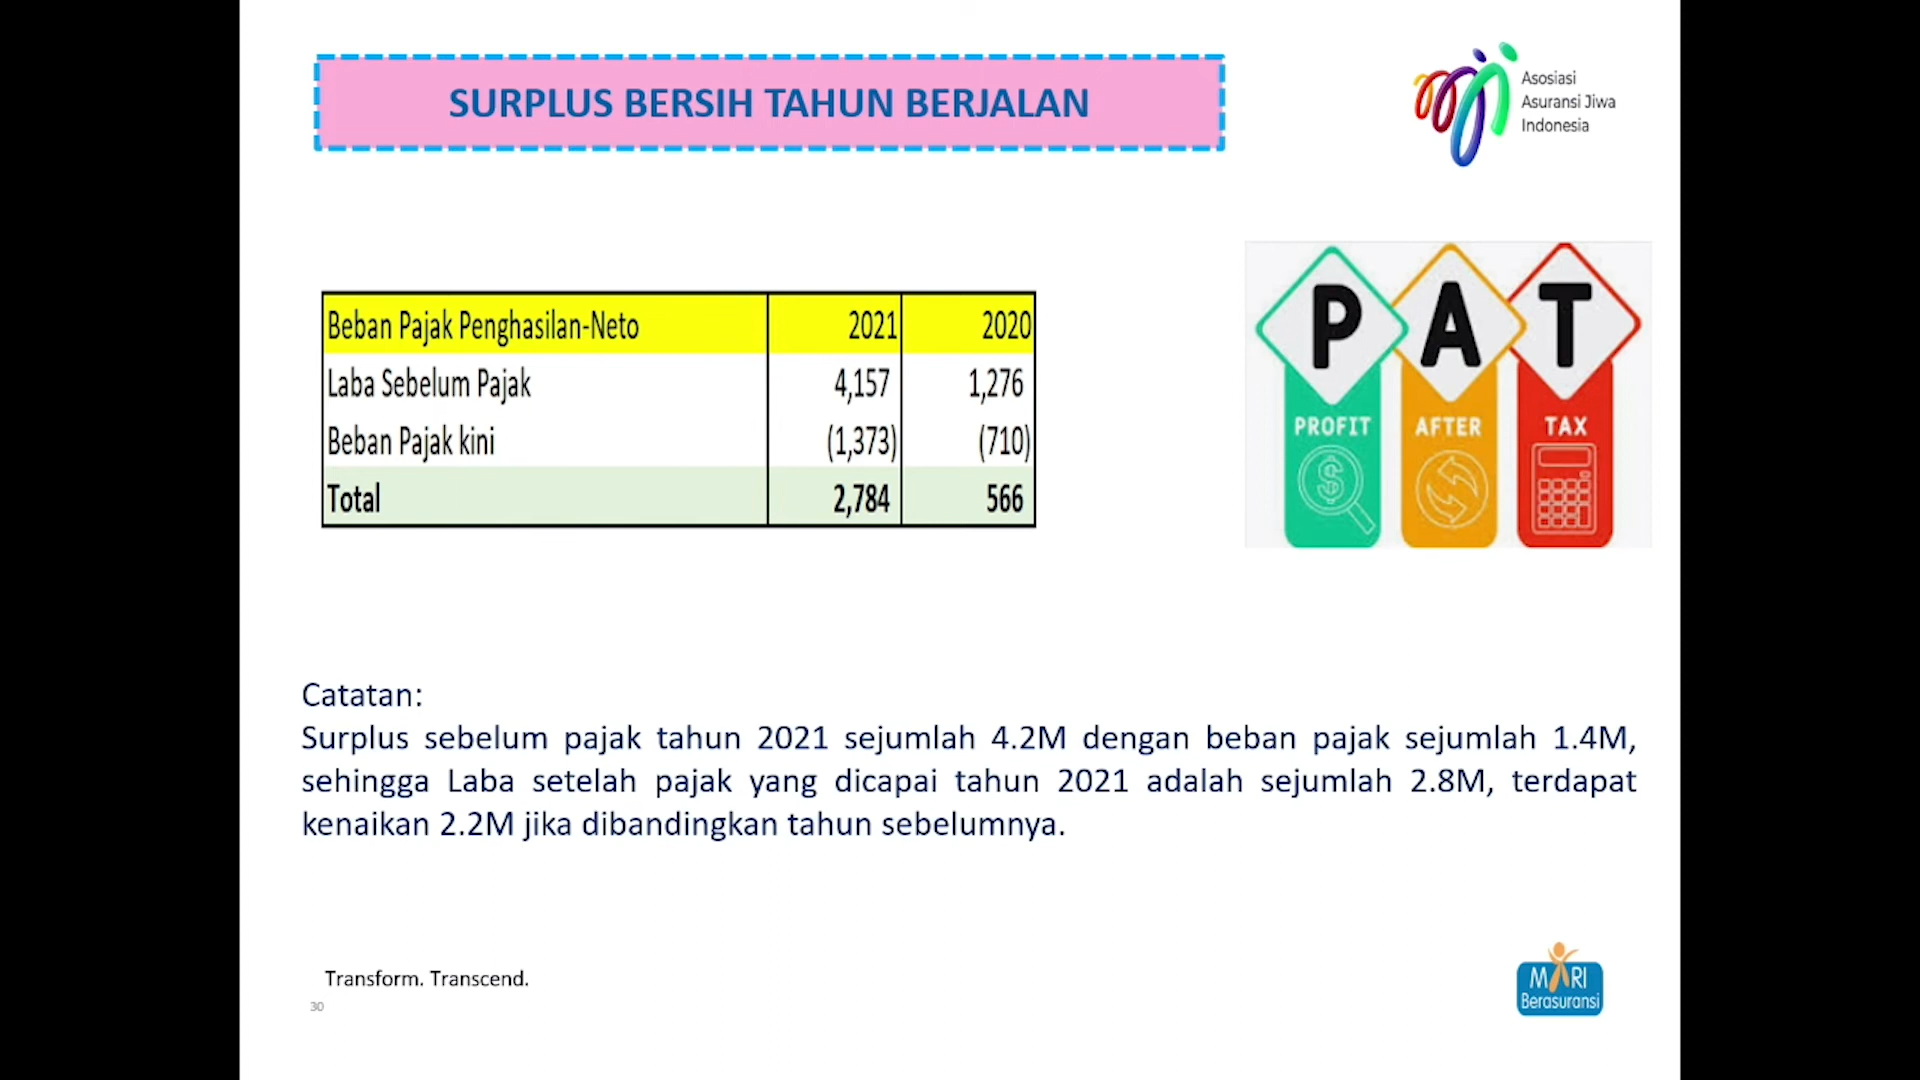 SURPLUS BERSIH TAHUN BERJALAN
Asosiasi
Asuransi Jiwa
Indonesia
Beban Pajak Penghasilan-Neto 2021 2020
Laba Sebelum Pajak 4,157 1,276
Beban Pajak kini (1,373) (710)
Total 2,784 566
P A T
PROFIT AFTER TAX
$
Catatan:
Surplus sebelum pajak tahun 2021 sejumlah 4.2M dengan beban pajak sejumlah 1.4M,
sehingga Laba setelah pajak yang dicapai tahun 2021 adalah sejumlah 2.8M, terdapat
kenaikan 2.2M jika dibandingkan tahun sebelumnya.
Transform. Transcend.
30
MARI
Berasuransi